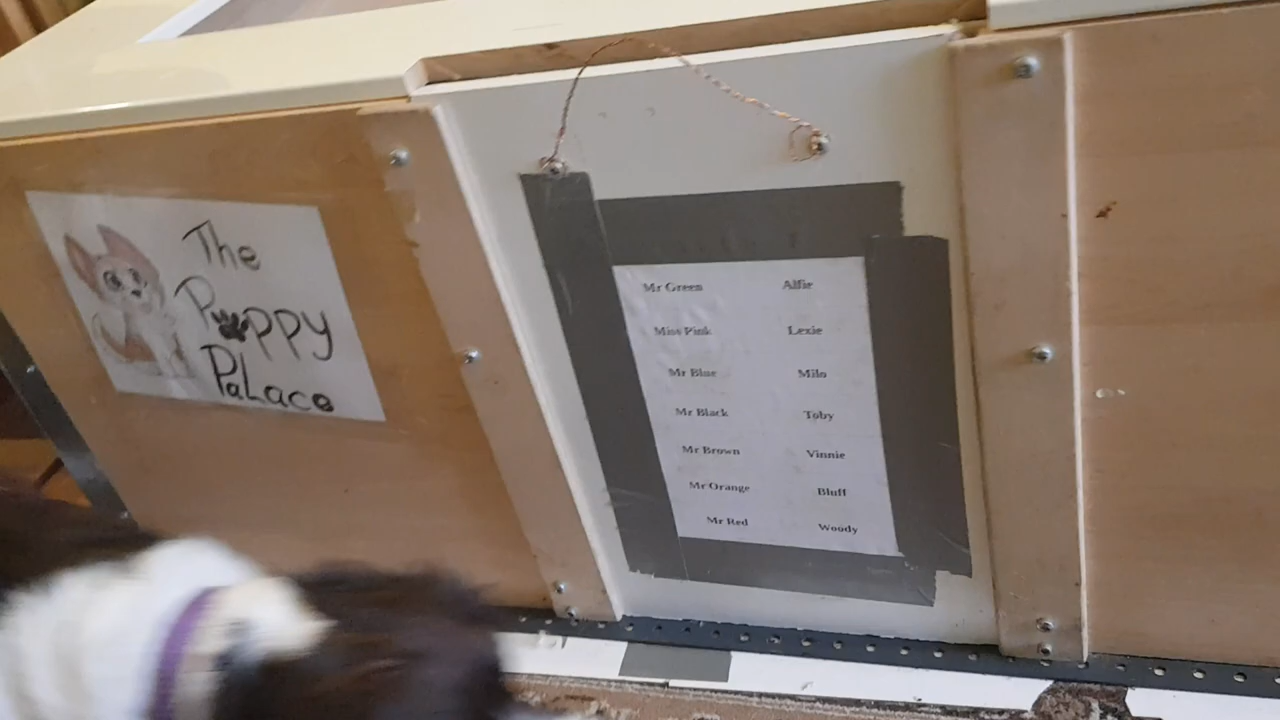 The
Puppy
PaLace
Mr Green Alfie
Miss Pink Lexie
Mr Blue Milo
Mr Black Toby
Mr Brown Vinnie
Mr Orange Bluff
Mr Red Woody